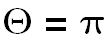 Θ = π